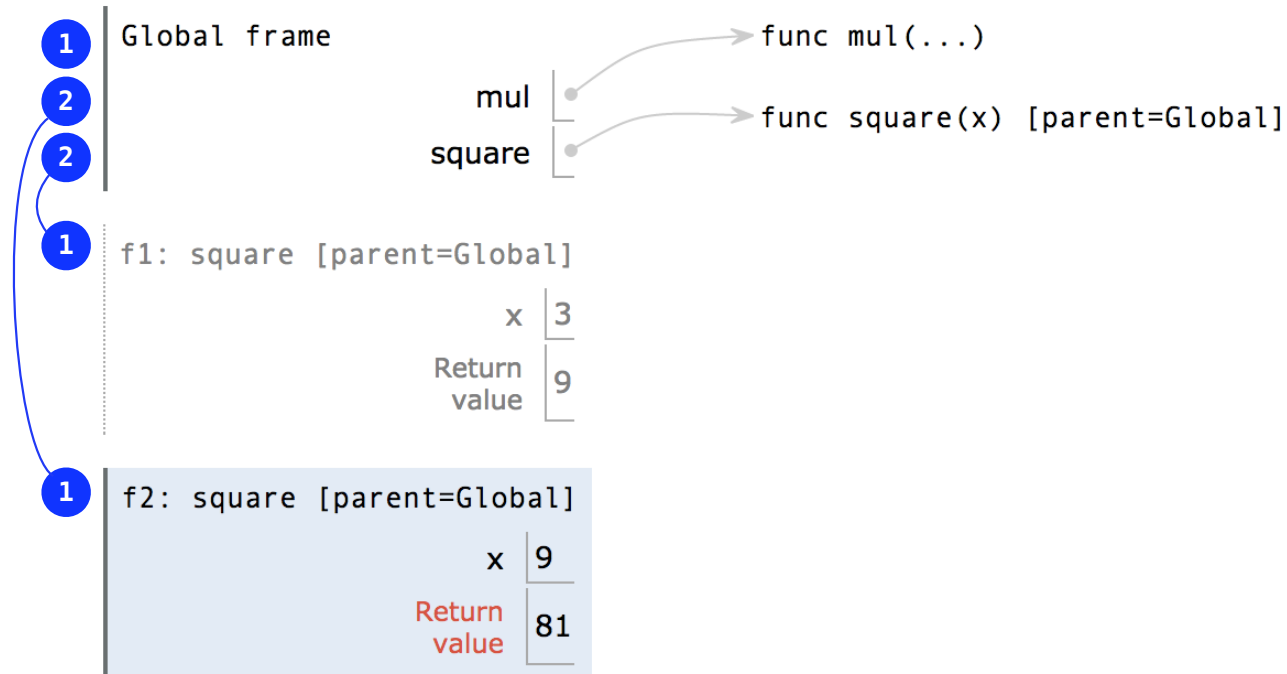 1 Global frame func mul(...)
2 mul
func square(x) [parent=Global]
2 square
1 f1: square [parent=Global]
x 3
Return
value 9
1 f2: square [parent=Global]
x 9
Return
value 81